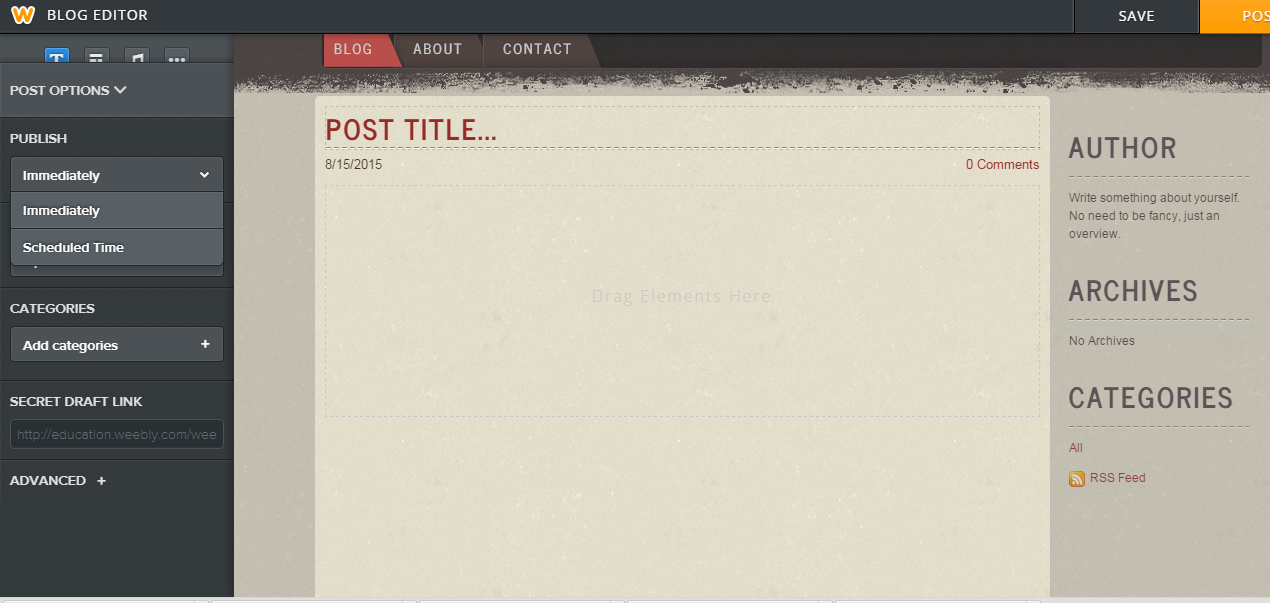 BLOG EDITOR
SAVE
POS
POST OPTIONS
PUBLISH
Immediately
Immediately
Scheduled Time
CATEGORIES
Add categories +
SECRET DRAFT LINK
http://education.weebly.com/wee
ADVANCED +
BLOG ABOUT CONTACT
POST TITLE...
8/15/2015 0 Comments
Drag Elements Here
AUTHOR
Write something about yourself.
No need to be fancy, just an
overview.
ARCHIVES
No Archives
CATEGORIES
All
RSS Feed